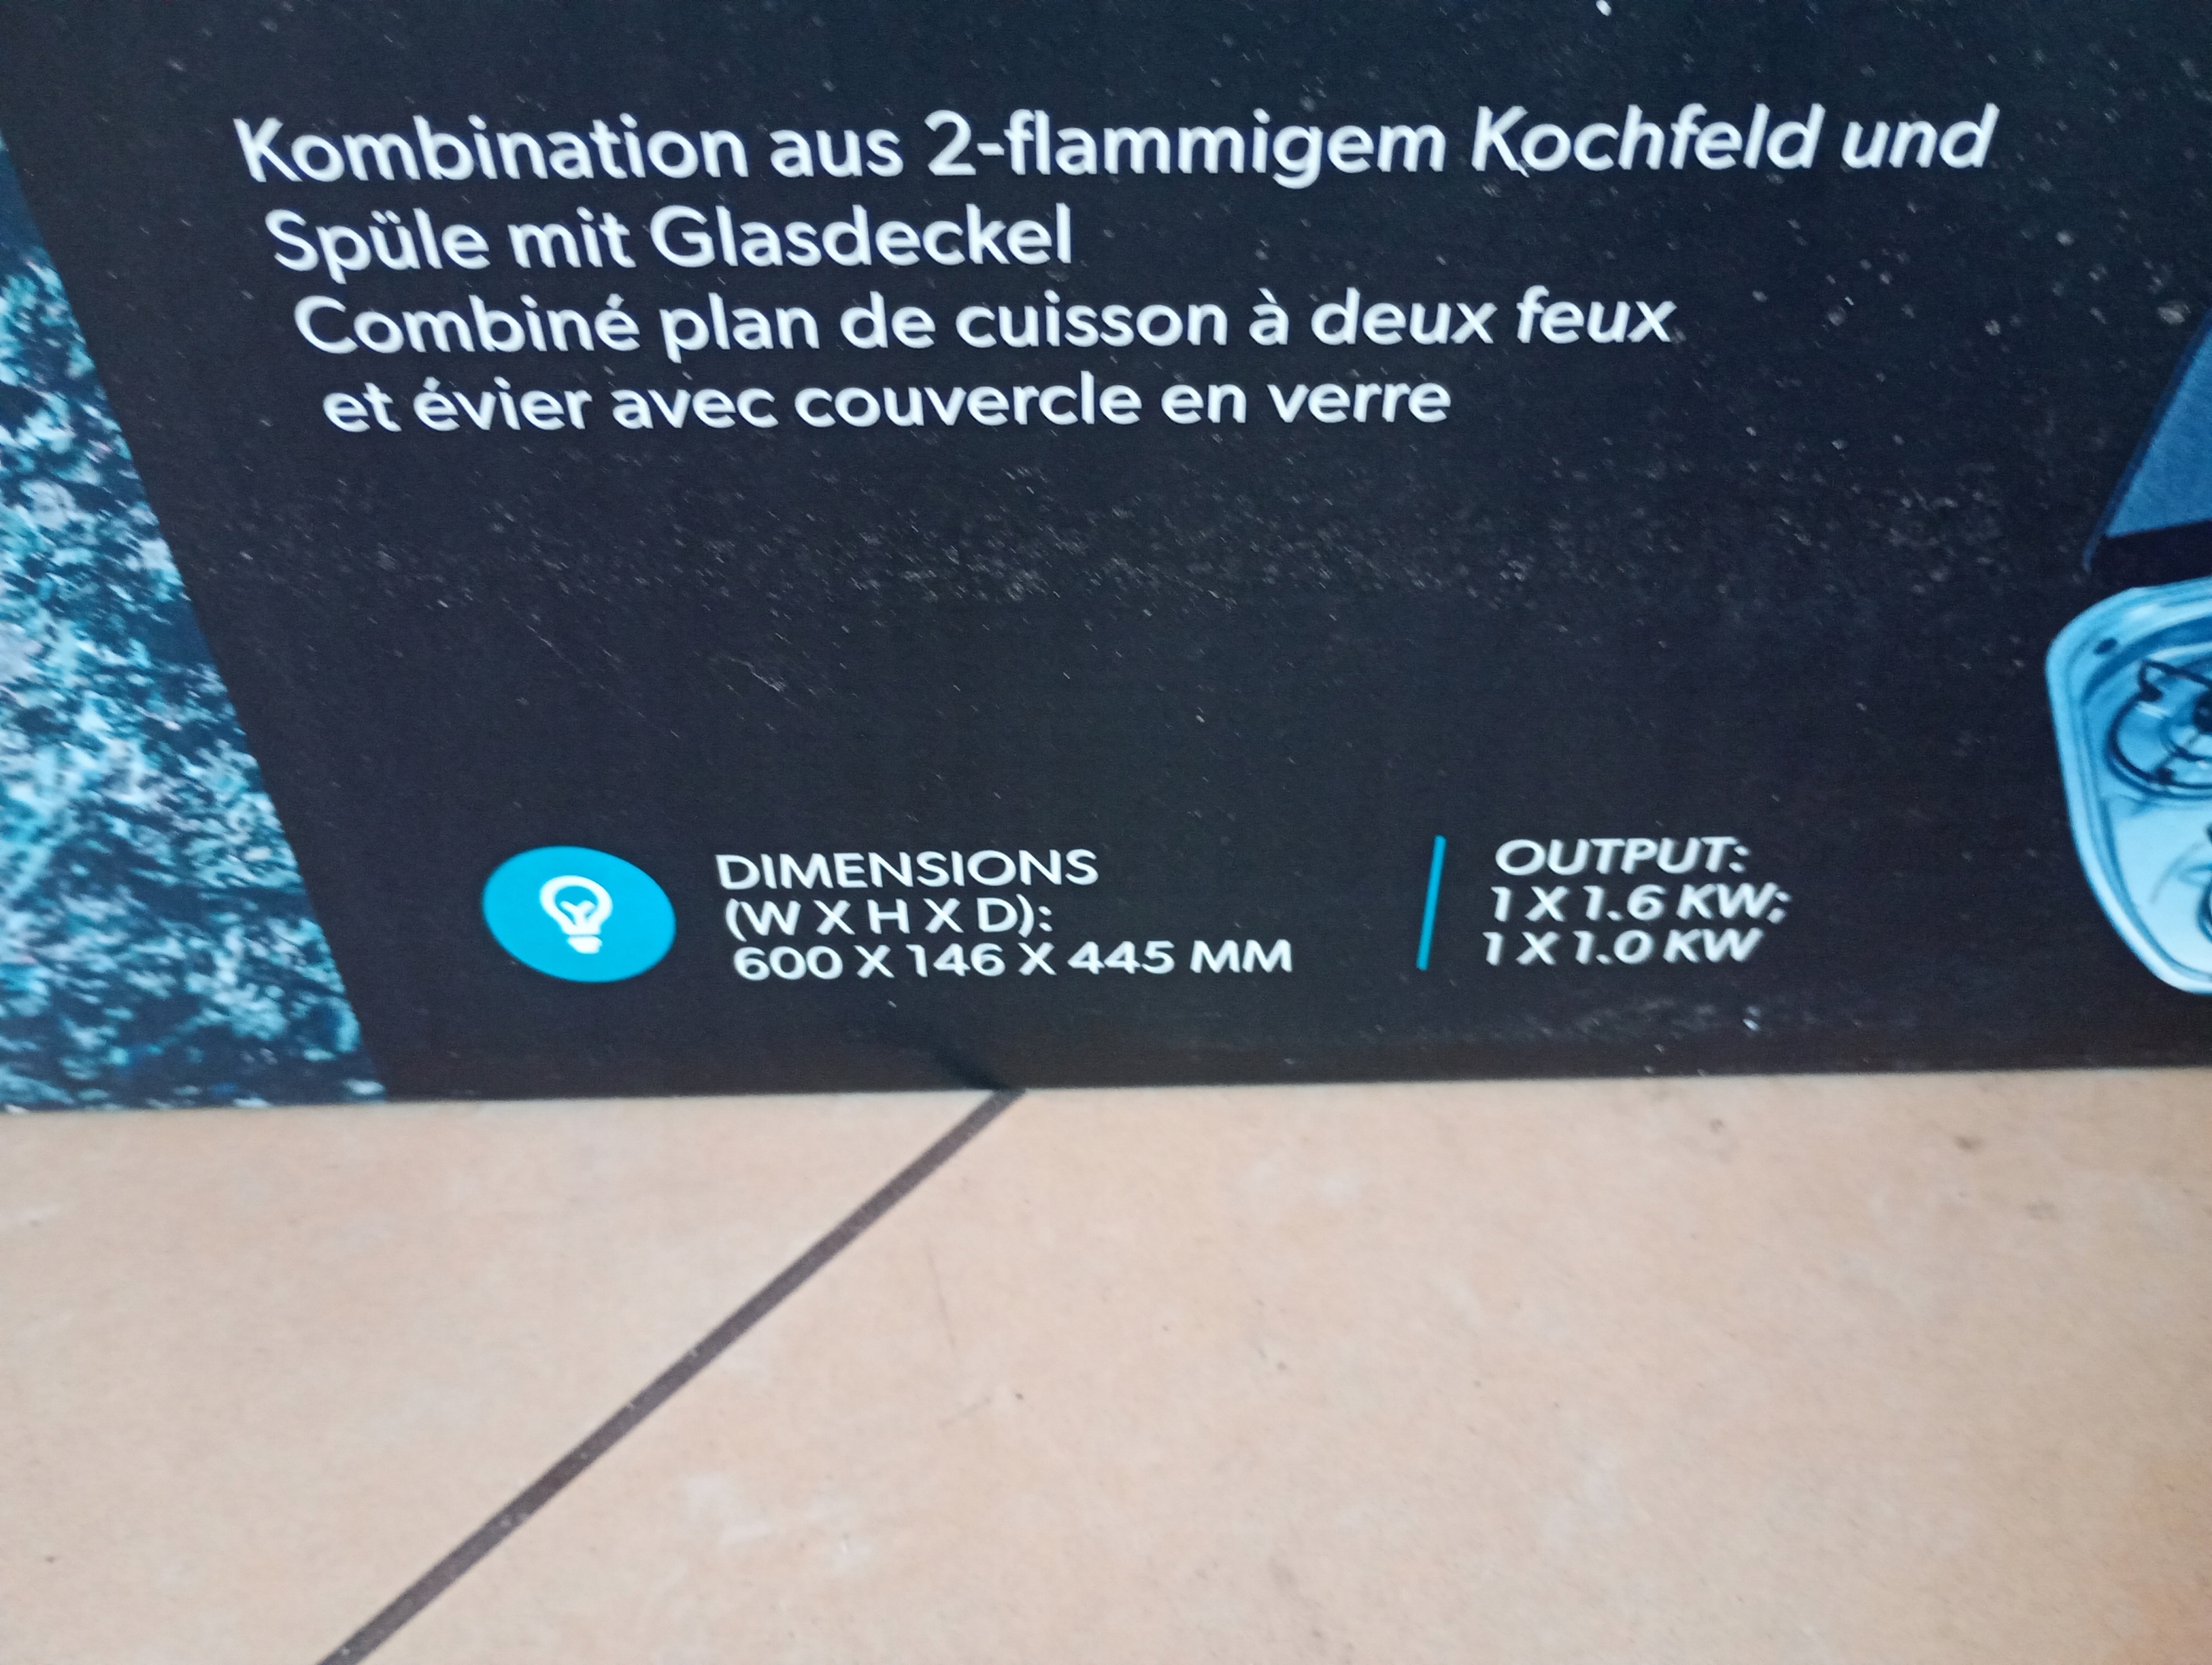 Kombination aus 2-flammigem Kochfeld und
Spüle mit Glasdeckel
Combiné plan de cuisson à deux feux
et évier avec couvercle en verre
DIMENSIONS
(W X H X D):
600 X 146 X 445 MM
OUTPUT:
1 X 1.6 KW;
1 X 1.0 KW